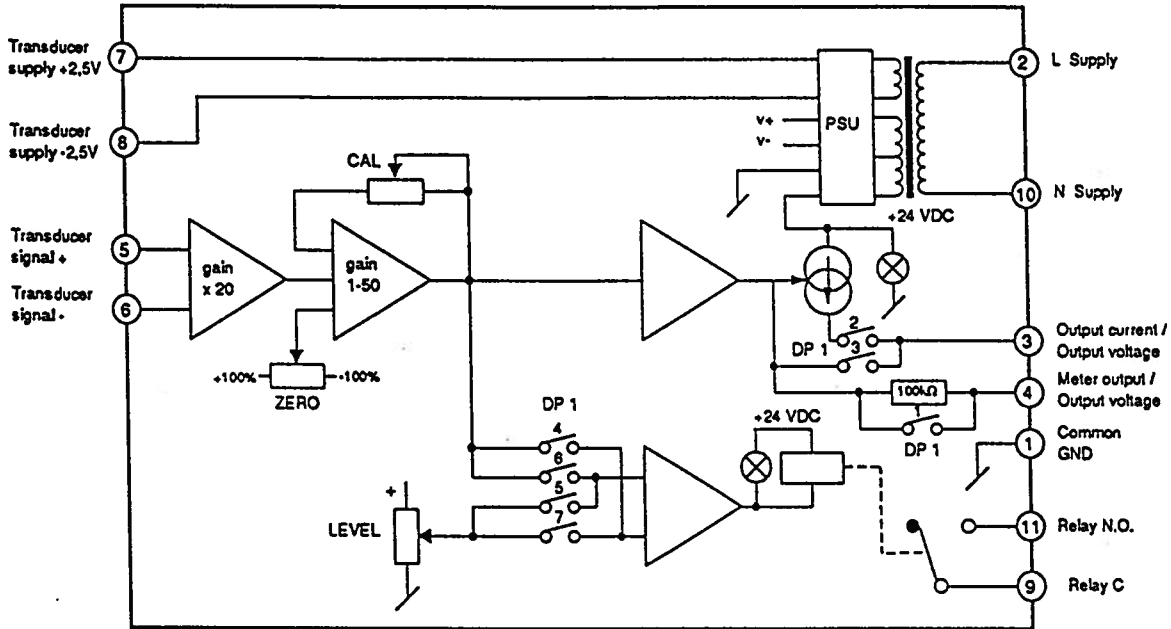 Transducer
supply +2,5V
7
2
L Supply
Transducer
supply -2,5V
8
V+
V-
PSU
CAL
10
N Supply
+24 VDC
Transducer
signal +
5
gain
x 20
gain
1-50
Transducer
signal -
6
+100%
-100%
ZERO
2
DP 1
3
3
Output current /
Output voltage
100kΩ
1
DP 1
4
Meter output /
Output voltage
1
Common
GND
DP 1
4
6
5
7
+24 VDC
+
LEVEL
11
Relay N.O.
9
Relay C